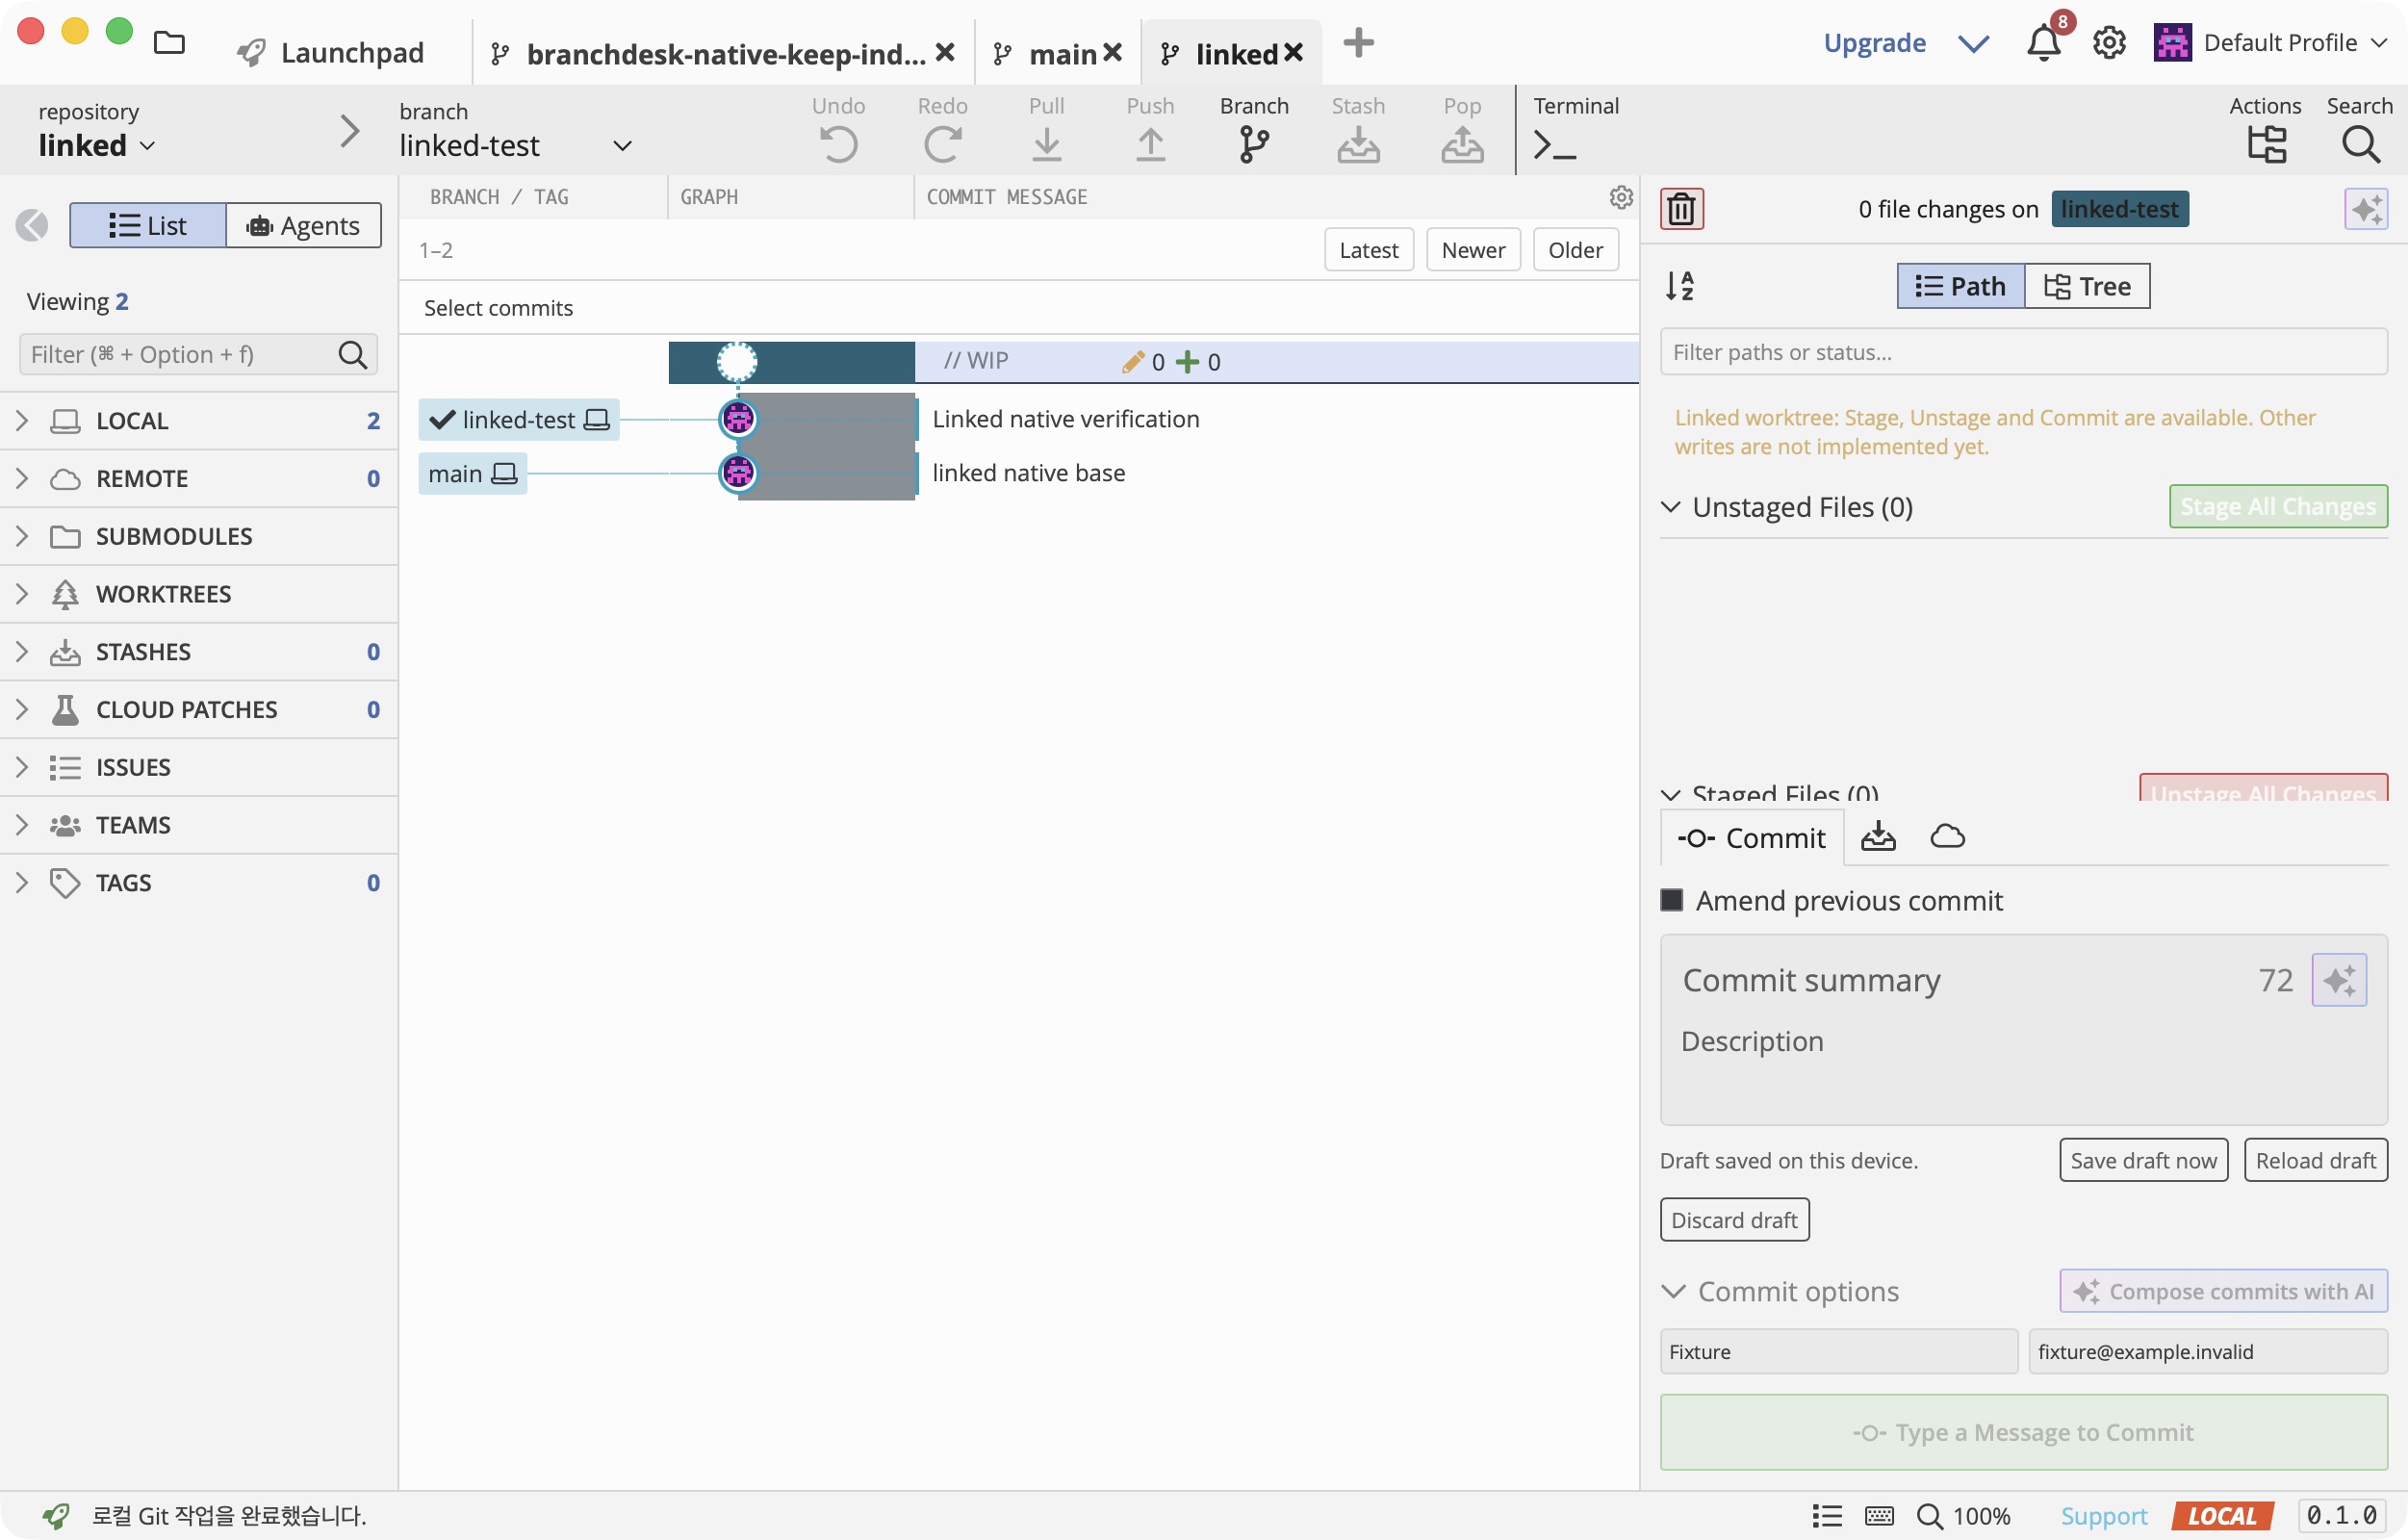 Launchpad
branchdesk-native-keep-ind...
main
linked
Upgrade
8
Default Profile
repository
linked
branch
linked-test
Undo
Redo
Pull
Push
Branch
Stash
Pop
Terminal
Actions
Search
List
Agents
Viewing 2
Filter (⌘ + Option + f)
LOCAL 2
REMOTE 0
SUBMODULES
WORKTREES
STASHES 0
CLOUD PATCHES 0
ISSUES
TEAMS
TAGS 0
BRANCH / TAG
GRAPH
COMMIT MESSAGE
1–2
Latest
Newer
Older
Select commits
// WIP 0 0
linked-test
Linked native verification
main
linked native base
0 file changes on linked-test
Path
Tree
Filter paths or status...
Linked worktree: Stage, Unstage and Commit are available. Other
writes are not implemented yet.
Unstaged Files (0)
Stage All Changes
Staged Files (0)
Unstage All Changes
Commit
Amend previous commit
Commit summary
72
Description
Draft saved on this device.
Save draft now
Reload draft
Discard draft
Commit options
Compose commits with AI
Fixture
fixture@example.invalid
Type a Message to Commit
로컬 Git 작업을 완료했습니다.
100%
Support
LOCAL
0.1.0